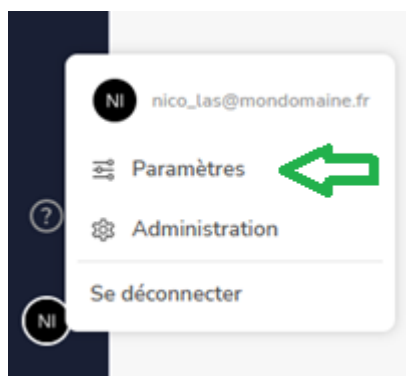 NI nico_las@mondomaine.fr
Paramètres
? Administration
Se déconnecter
NI